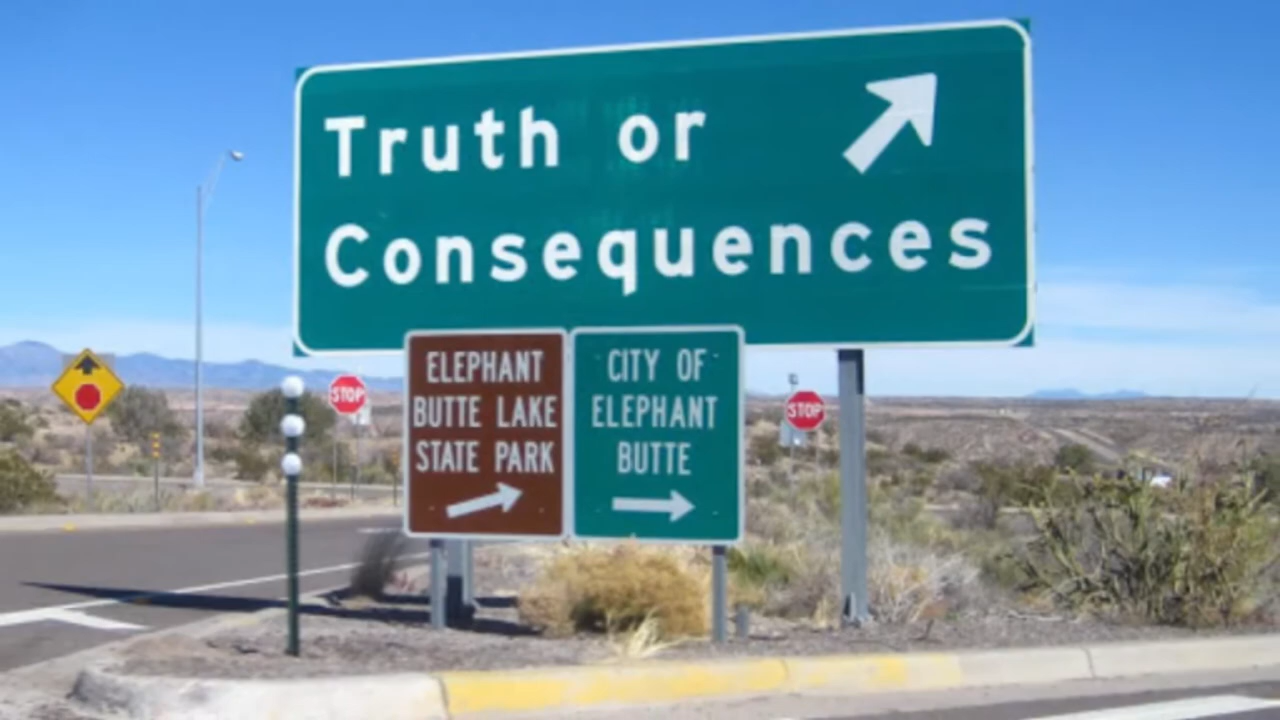 Truth or
Consequences
ELEPHANT
BUTTE LAKE
STATE PARK
CITY OF
ELEPHANT
BUTTE
STOP
STOP